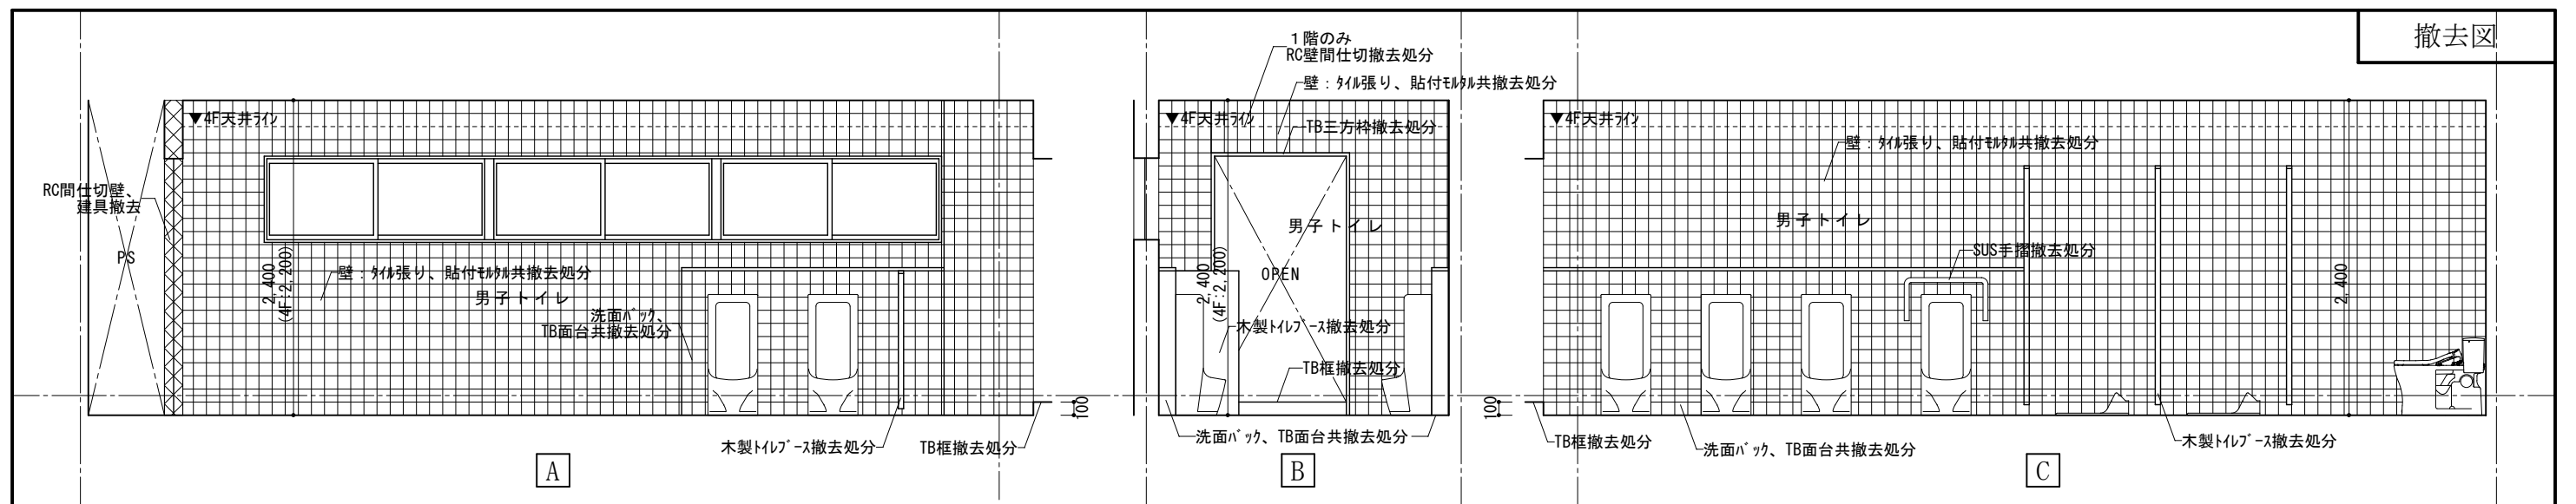 撤去図
▼4F天井ﾗｲﾝ
RC間仕切壁、
建具撤去
PS
2,400
(4F:2,200)
壁：ﾀｲﾙ張り、貼付ﾓﾙﾀﾙ共撤去処分
男子トイレ
洗面ﾊﾞｯｸ、
TB面台共撤去処分
木製ﾄｲﾚﾌﾞｰｽ撤去処分
TB框撤去処分
100
A
１階のみ
RC壁間仕切撤去処分
壁：ﾀｲﾙ張り、貼付ﾓﾙﾀﾙ共撤去処分
▼4F天井ﾗｲﾝ
TB三方枠撤去処分
男子トイレ
OPEN
2,400
(4F:2,200)
木製ﾄｲﾚﾌﾞｰｽ撤去処分
TB框撤去処分
洗面ﾊﾞｯｸ、TB面台共撤去処分
100
B
▼4F天井ﾗｲﾝ
壁：ﾀｲﾙ張り、貼付ﾓﾙﾀﾙ共撤去処分
男子トイレ
SUS手摺撤去処分
2,400
TB框撤去処分
洗面ﾊﾞｯｸ、TB面台共撤去処分
木製ﾄｲﾚﾌﾞｰｽ撤去処分
C